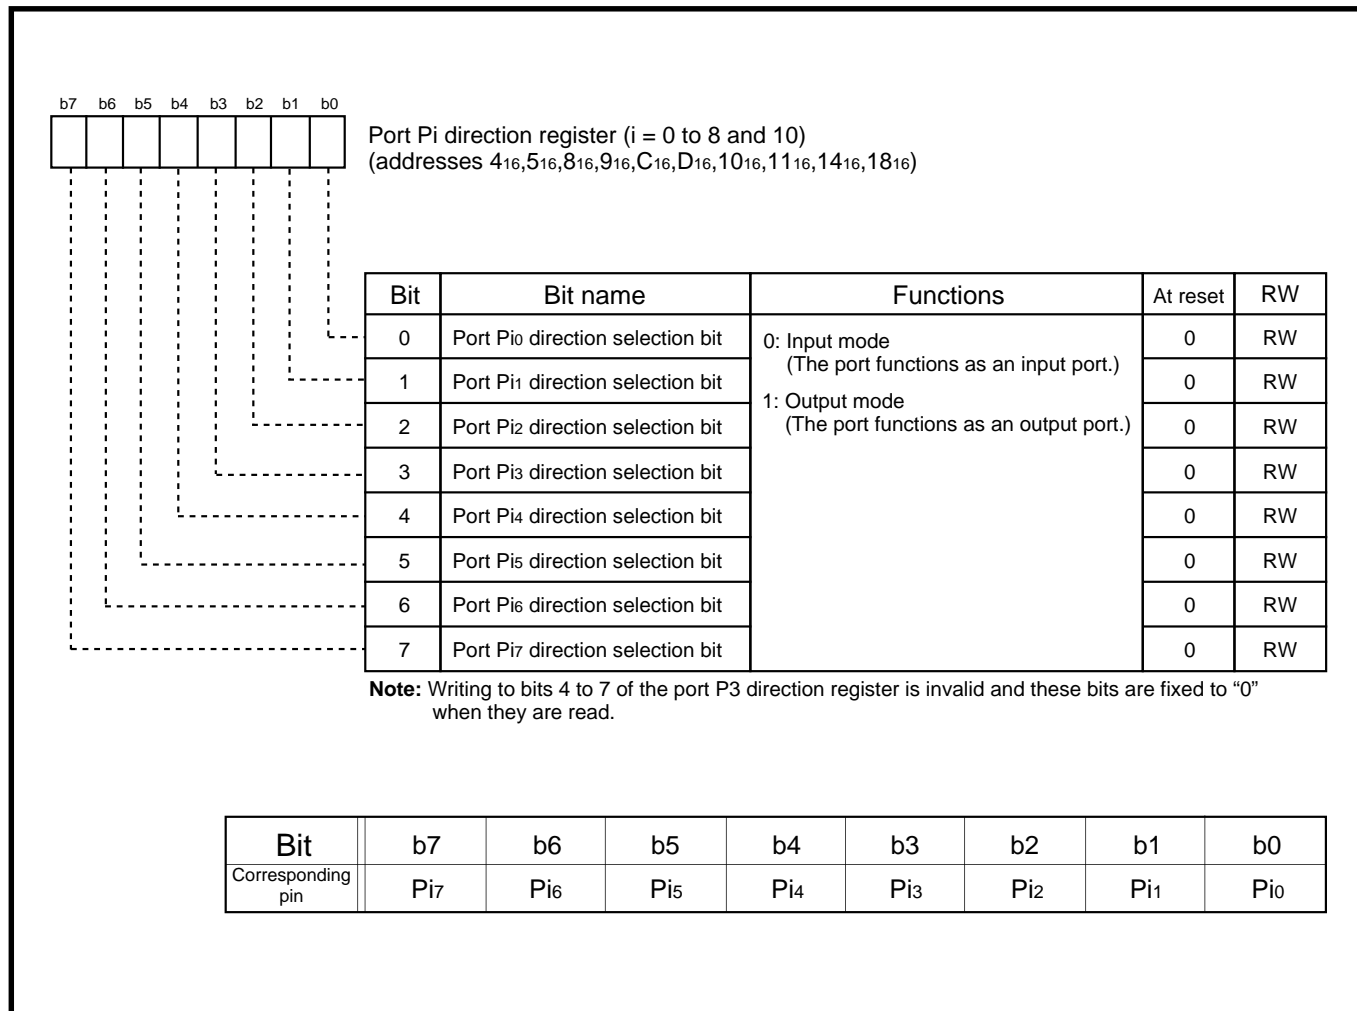 b7 b6 b5 b4 b3 b2 b1 b0
Port Pi direction register (i = 0 to 8 and 10)
(addresses 4₁₆,5₁₆,8₁₆,9₁₆,C₁₆,D₁₆,10₁₆,11₁₆,14₁₆,18₁₆)
Bit Bit name Functions At reset RW
0 Port Pi₀ direction selection bit 0: Input mode 0 RW
(The port functions as an input port.)
1 Port Pi₁ direction selection bit 0 RW
1: Output mode
2 Port Pi₂ direction selection bit (The port functions as an output port.) 0 RW
3 Port Pi₃ direction selection bit 0 RW
4 Port Pi₄ direction selection bit 0 RW
5 Port Pi₅ direction selection bit 0 RW
6 Port Pi₆ direction selection bit 0 RW
7 Port Pi₇ direction selection bit 0 RW
Note: Writing to bits 4 to 7 of the port P3 direction register is invalid and these bits are fixed to “0”
when they are read.
Bit b7 b6 b5 b4 b3 b2 b1 b0
Corresponding
pin Pi₇ Pi₆ Pi₅ Pi₄ Pi₃ Pi₂ Pi₁ Pi₀